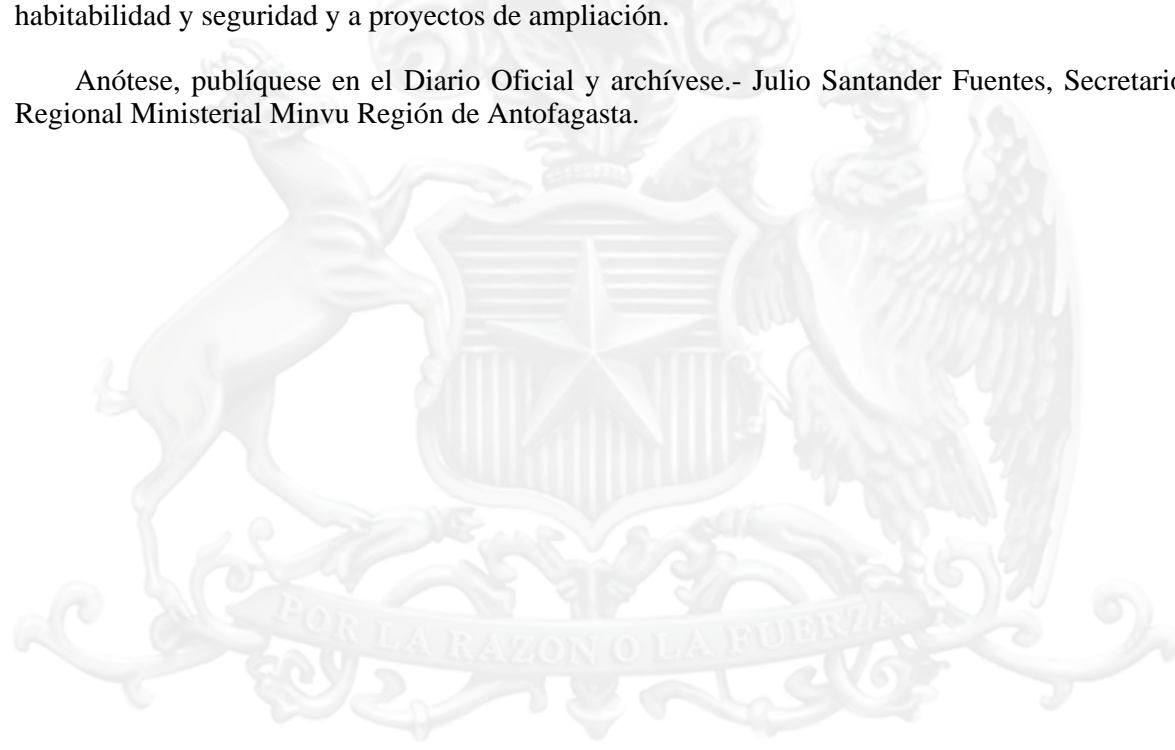 habitabilidad y seguridad y a proyectos de ampliación.
Anótese, publíquese en el Diario Oficial y archívese.- Julio Santander Fuentes, Secretario
Regional Ministerial Minvu Región de Antofagasta.
POR LA RAZON O LA FUERZA